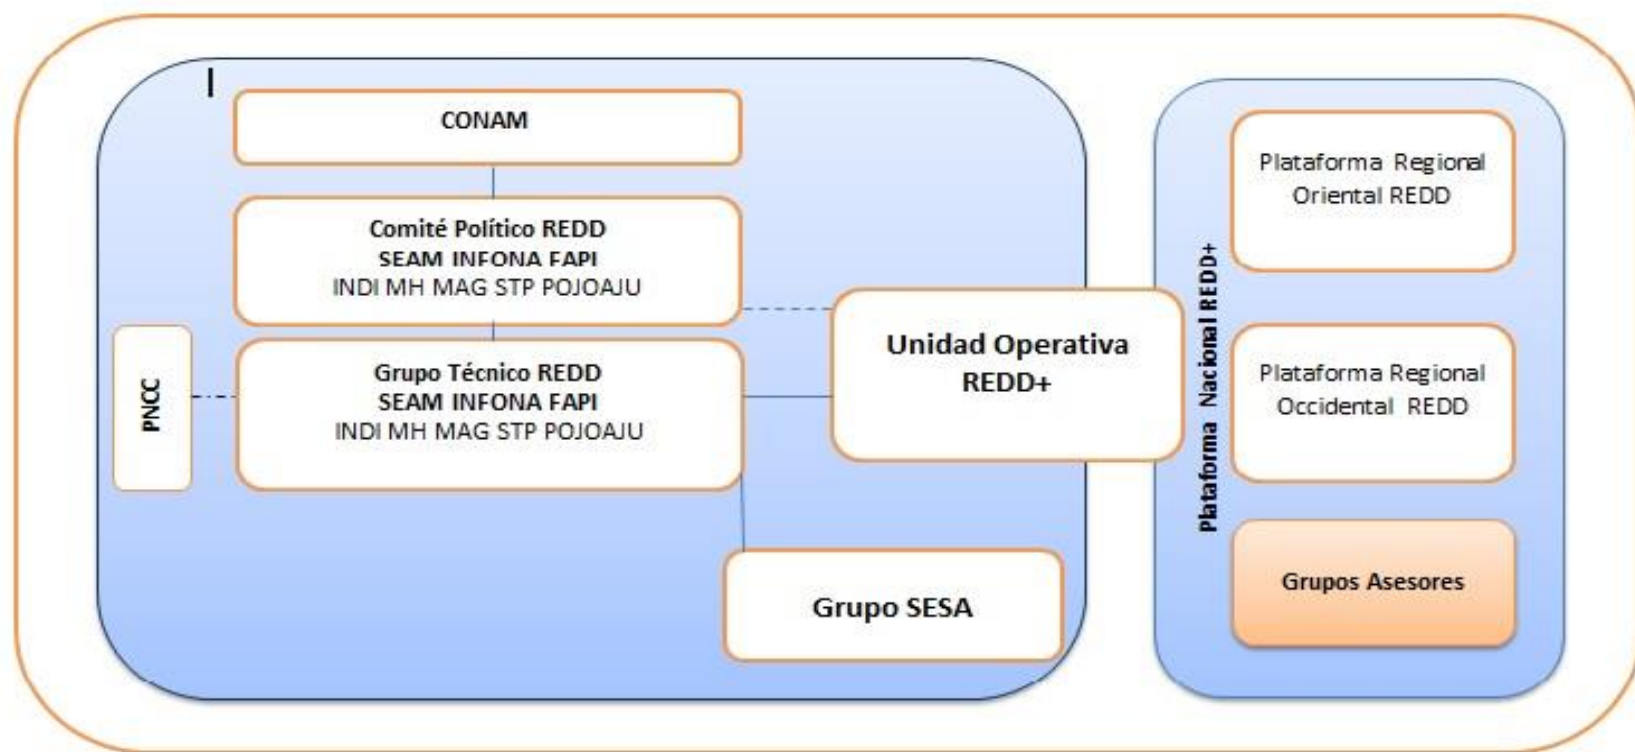 CONAM
Comité Político REDD
SEAM INFONA FAPI
INDI MH MAG STP POJOAJU
PNCC
Grupo Técnico REDD
SEAM INFONA FAPI
INDI MH MAG STP POJOAJU
Unidad Operativa
REDD+
Grupo SESA
Plataforma Nacional REDD+
Plataforma Regional
Oriental REDD
Plataforma Regional
Occidental REDD
Grupos Asesores